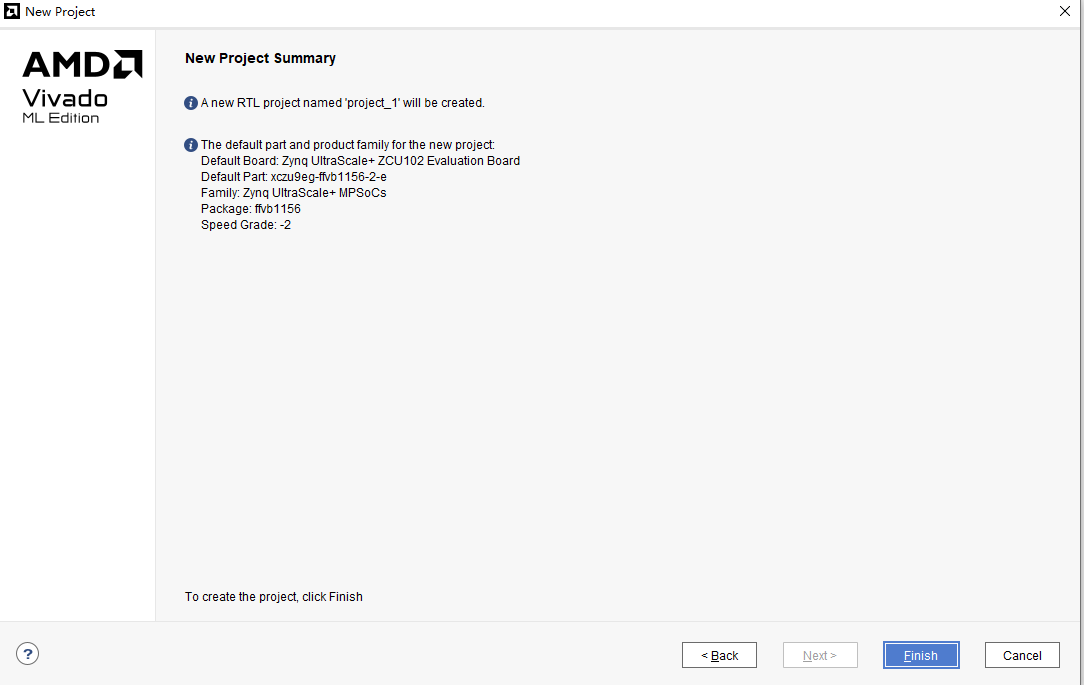 New Project
AMD
Vivado
ML Edition
New Project Summary
A new RTL project named 'project_1' will be created.
The default part and product family for the new project:
Default Board: Zynq UltraScale+ ZCU102 Evaluation Board
Default Part: xczu9eg-ffvb1156-2-e
Family: Zynq UltraScale+ MPSoCs
Package: ffvb1156
Speed Grade: -2
To create the project, click Finish
?
< Back
Next >
Finish
Cancel